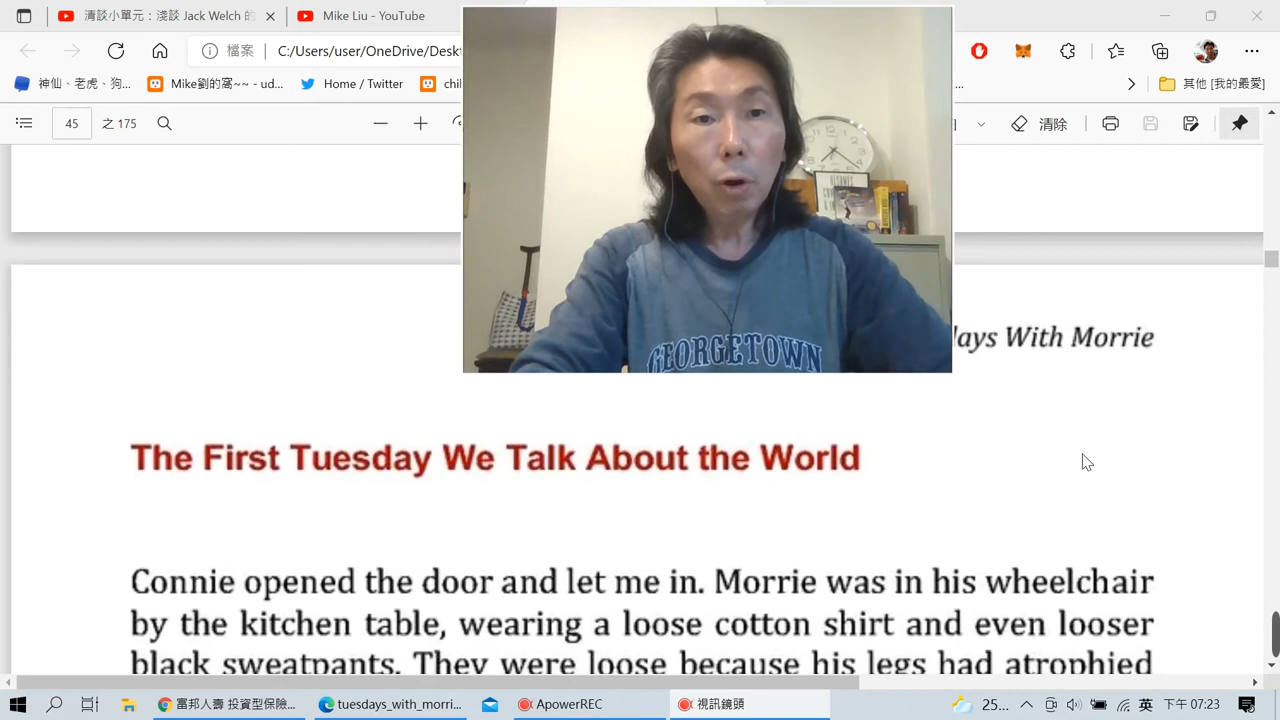 清談小單元：淺談 Jack Welch 的
Mike Liu - YouTube
檔案
C:/Users/user/OneDrive/Desk
神仙、老虎、狗...
Mike劉的窩~~ - ud...
Home / Twitter
chi
其他 [我的最愛]
45
之 175
清除
GEORGETOWN
days With Morrie
The First Tuesday We Talk About the World
Connie opened the door and let me in. Morrie was in his wheelchair
by the kitchen table, wearing a loose cotton shirt and even looser
black sweatpants. They were loose because his legs had atrophied
富邦人壽 投資型保險...
tuesdays_with_morri...
ApowerREC
視訊鏡頭
25...
英
下午 07:23